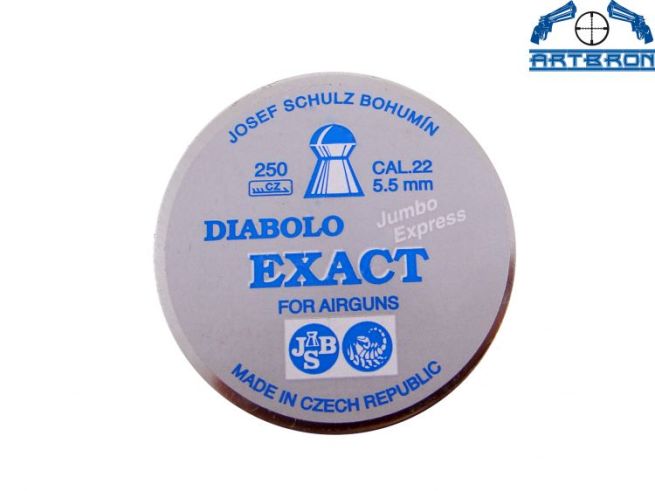 ARTBRON
JOSEF SCHULZ BOHUMÍN
250
CZ
CAL.22
5.5 mm
Jumbo
Express
DIABOLO
EXACT
FOR AIRGUNS
JSB
MADE IN CZECH REPUBLIC